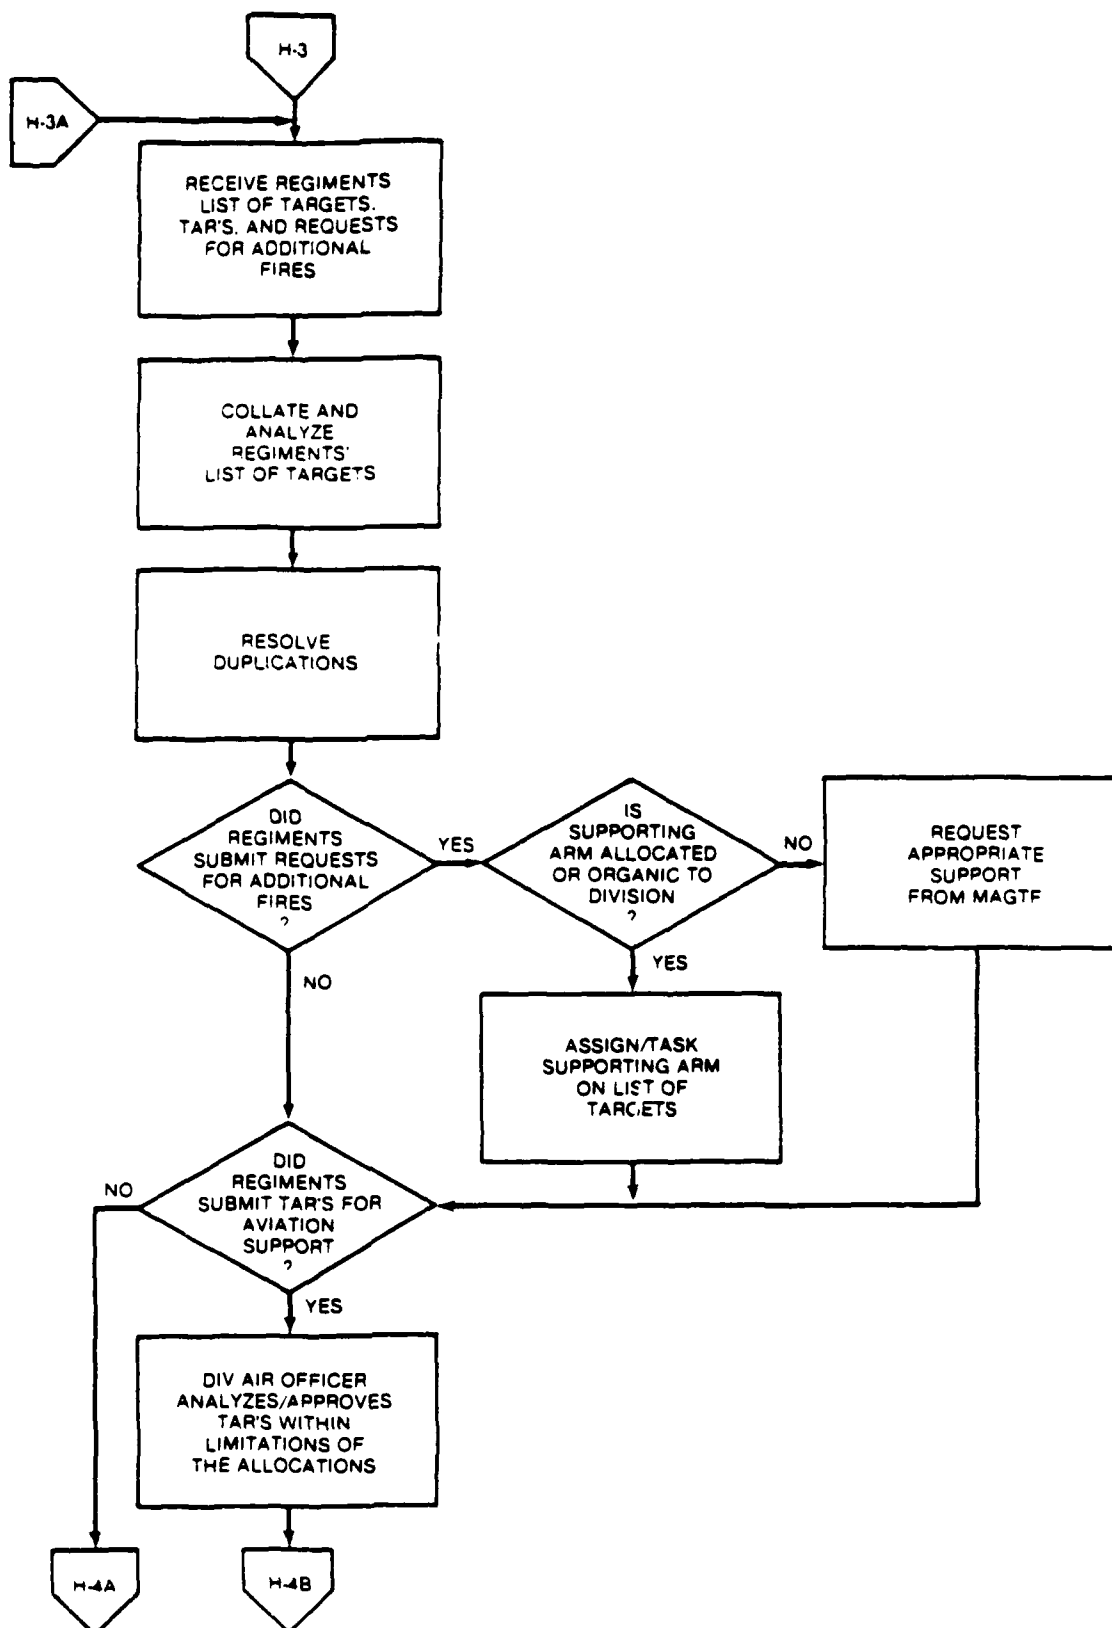 H-3
H-3A
RECEIVE REGIMENTS
LIST OF TARGETS.
TAR'S. AND REQUESTS
FOR ADDITIONAL
FIRES
COLLATE AND
ANALYZE
REGIMENTS'
LIST OF TARGETS
RESOLVE
DUPLICATIONS
DID
REGIMENTS
SUBMIT REQUESTS
FOR ADDITIONAL
FIRES
?
YES
IS
SUPPORTING
ARM ALLOCATED
OR ORGANIC TO
DIVISION
?
NO
REQUEST
APPROPRIATE
SUPPORT
FROM MAGTF
NO
YES
ASSIGN/TASK
SUPPORTING ARM
ON LIST OF
TARGETS
DID
REGIMENTS
SUBMIT TAR'S FOR
AVIATION
SUPPORT
?
NO
YES
DIV AIR OFFICER
ANALYZES/APPROVES
TAR'S WITHIN
LIMITATIONS OF
THE ALLOCATIONS
H-4A
H-4B